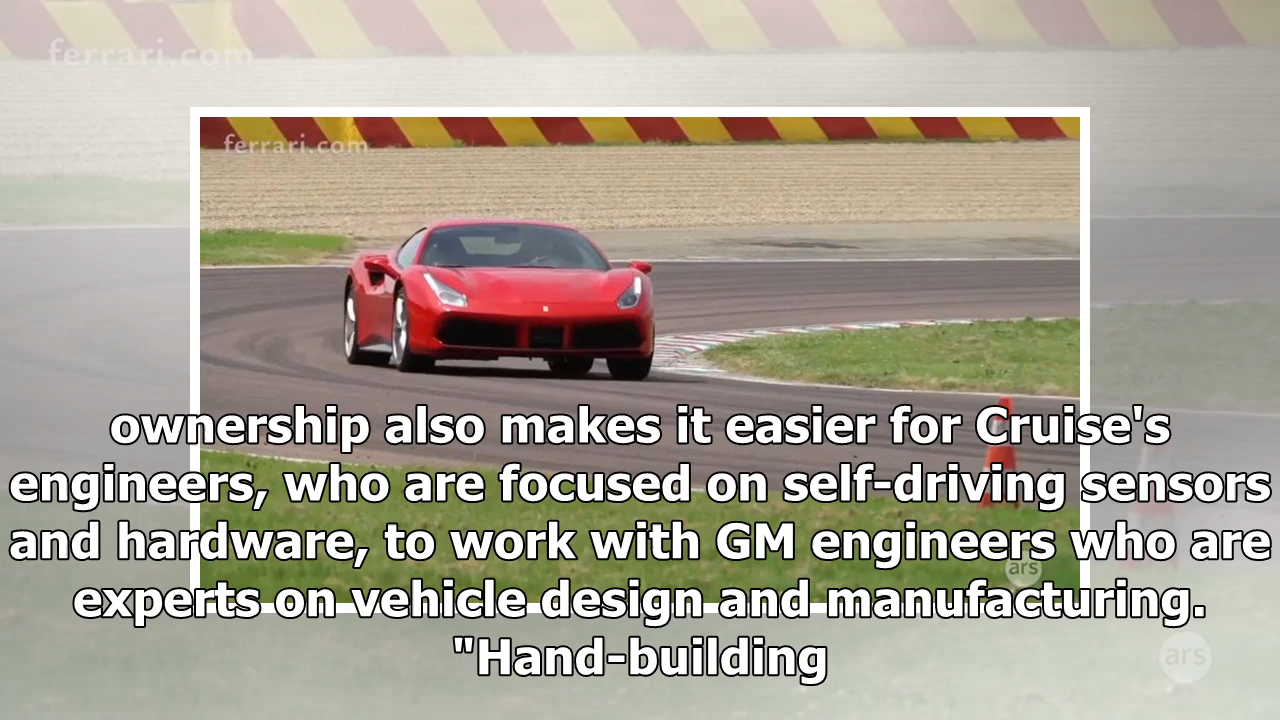 ferrari.com
ferrari.com
ownership also makes it easier for Cruise's
engineers, who are focused on self-driving sensors
and hardware, to work with GM engineers who are
ars
experts on vehicle design and manufacturing.
"Hand-building
ars